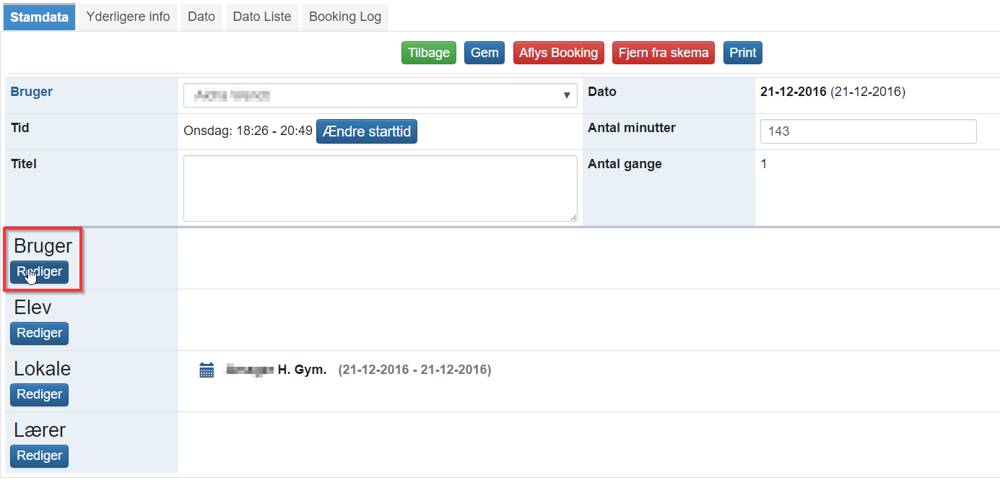 Stamdata Yderligere info Dato Dato Liste Booking Log
Tilbage Gem Aflys Booking Fjern fra skema Print
Bruger Dato 21-12-2016 (21-12-2016)
Tid Onsdag: 18:26 - 20:49 Ændre starttid Antal minutter 143
Titel Antal gange 1
Bruger
Rediger
Elev
Rediger
Lokale
H. Gym. (21-12-2016 - 21-12-2016)
Rediger
Lærer
Rediger